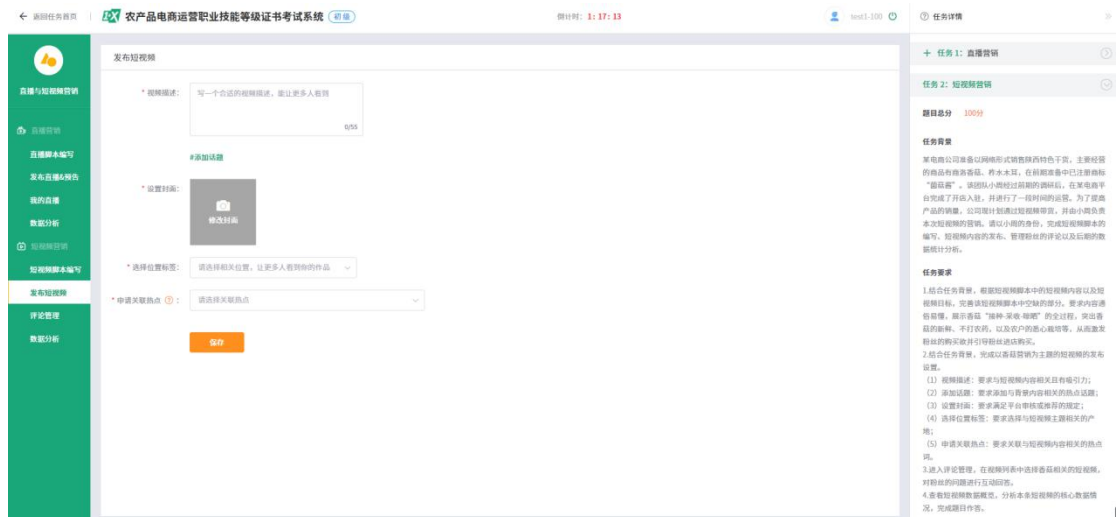 ← 返回任务首页
农产品电商运营职业技能等级证书考试系统 初级
倒计时: 1:17:13
test1-100
任务详情
直播与短视频营销
直播营销
直播脚本编写
发布直播&预告
我的直播
数据分析
短视频营销
短视频脚本编写
发布短视频
评论管理
数据分析
发布短视频
* 视频描述:
写一个合适的视频描述，能让更多人看到
0/55
#添加话题
* 设置封面:
修改封面
* 选择位置标签:
请选择相关位置，让更多人看到你的作品
* 申请关联热点 ? :
请选择关联热点
保存
+ 任务1: 直播营销
任务2: 短视频营销
题目总分 100分
任务背景
某电商公司准备以网络形式销售陕西特色干货，主要经营
的商品有商洛香菇、柞水木耳，在前期准备中已注册商标
“菌菇酱”。该团队小周经过前期的调研后，在某电商平
台完成了开店入驻，并进行了一段时间的运营。为了提高
产品的销量，公司现计划通过短视频带货，并由小周负责
本次短视频的营销。请以小周的身份，完成短视频脚本的
编写、短视频内容的发布、管理粉丝的评论以及后期的数
据统计分析。
任务要求
1.结合任务背景，根据短视频脚本中的短视频内容以及短
视频目标，完善该短视频脚本中空缺的部分。要求内容通
俗易懂，展示香菇“接种-采收-晾晒”的全过程，突出香
菇的新鲜、不打农药，以及农户的悉心栽培等，从而激发
粉丝的购买欲并引导粉丝进店购买。
2.结合任务背景，完成以香菇营销为主题的短视频的发布
设置。
（1）视频描述：要求与短视频内容相关且有吸引力；
（2）添加话题：要求添加与背景内容相关的热点话题；
（3）设置封面：要求满足平台审核或推荐的规定；
（4）选择位置标签：要求选择与短视频主题相关的产
地；
（5）申请关联热点：要求关联与短视频内容相关的热点
词。
3.进入评论管理，在视频列表中选择香菇相关的短视频，
对粉丝的问题进行互动回答。
4.查看短视频数据概览，分析本条短视频的核心数据情
况，完成题目作答。